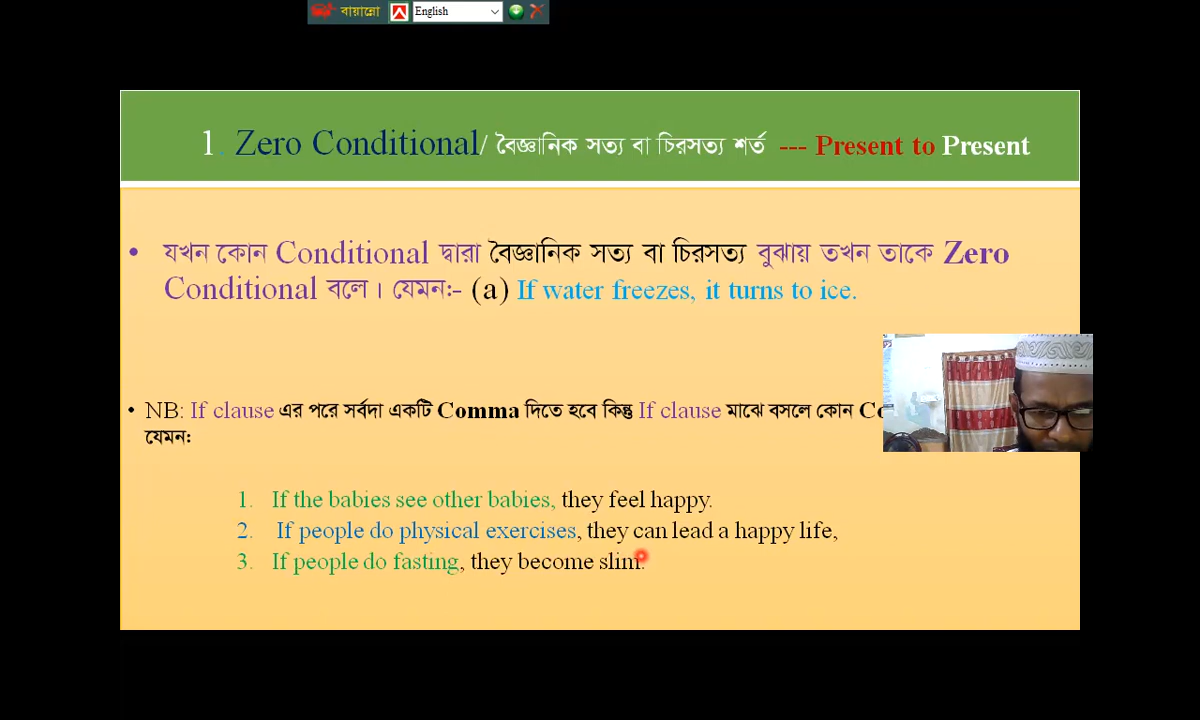 বায়ান্নো English
1. Zero Conditional/ বৈজ্ঞানিক সত্য বা চিরসত্য শর্ত --- Present to Present
• যখন কোন Conditional দ্বারা বৈজ্ঞানিক সত্য বা চিরসত্য বুঝায় তখন তাকে Zero
Conditional বলে। যেমন:- (a) If water freezes, it turns to ice.
• NB: If clause এর পরে সর্বদা একটি Comma দিতে হবে কিন্তু If clause মাঝে বসলে কোন
যেমন:
1. If the babies see other babies, they feel happy.
2. If people do physical exercises, they can lead a happy life,
3. If people do fasting, they become slim.